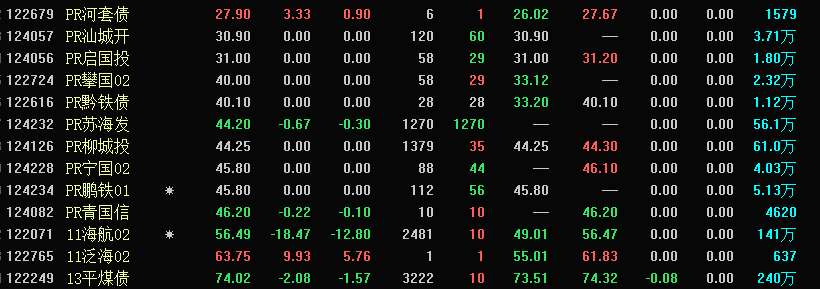 122679 PR河套债 27.90 3.33 0.90 6 1 26.02 27.67 0.00 0.00 1579
124057 PR汕城开 30.90 0.00 0.00 120 60 30.90 — 0.00 0.00 3.71万
124056 PR启国投 31.00 0.00 0.00 58 29 31.00 31.20 0.00 0.00 1.80万
122724 PR攀国02 40.00 0.00 0.00 58 29 33.12 — 0.00 0.00 2.32万
122616 PR黔铁债 40.10 0.00 0.00 28 28 33.20 40.10 0.00 0.00 1.12万
124232 PR苏海发 44.20 -0.67 -0.30 1270 1270 — — 0.00 0.00 56.1万
124126 PR柳城投 44.25 0.00 0.00 1379 35 44.25 44.30 0.00 0.00 61.0万
124228 PR宁国02 45.80 0.00 0.00 88 44 — 46.10 0.00 0.00 4.03万
124234 PR鹏铁01 ✷ 45.80 0.00 0.00 112 56 45.80 — 0.00 0.00 5.13万
124082 PR青国信 46.20 -0.22 -0.10 10 10 — 46.20 0.00 0.00 4620
122071 11海航02 ✷ 56.49 -18.47 -12.80 2481 10 49.01 56.47 0.00 0.00 141万
122765 11泛海02 63.75 9.93 5.76 1 1 55.01 61.83 0.00 0.00 637
122249 13平煤债 74.02 -2.08 -1.57 3222 10 73.51 74.32 -0.08 0.00 240万